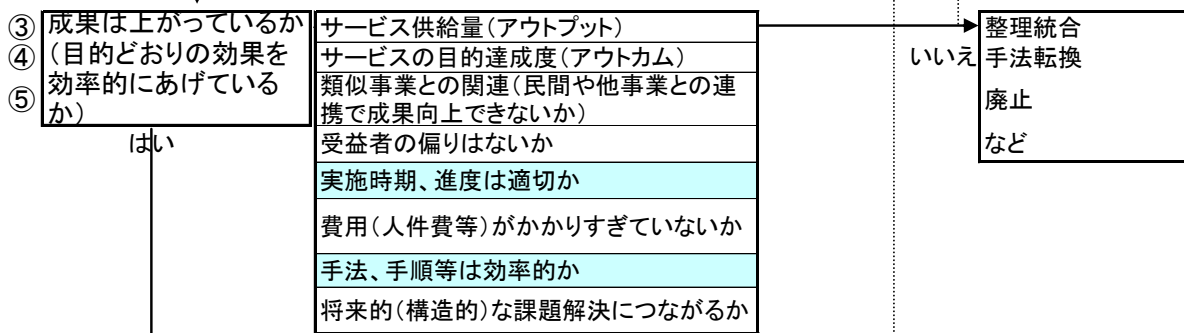 ③
④
⑤
成果は上がっているか
(目的どおりの効果を
効率的にあげている
か)
はい
サービス供給量(アウトプット)
サービスの目的達成度(アウトカム)
類似事業との関連(民間や他事業との連
携で成果向上できないか)
受益者の偏りはないか
実施時期、進度は適切か
費用(人件費等)がかかりすぎていないか
手法、手順等は効率的か
将来的(構造的)な課題解決につながるか
いいえ
整理統合
手法転換
廃止
など